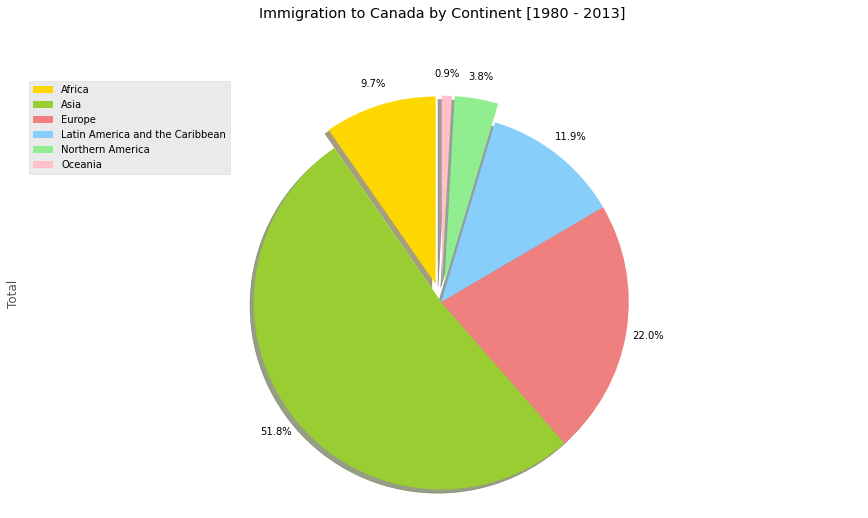 Immigration to Canada by Continent [1980 - 2013]
Africa
Asia
Europe
Latin America and the Caribbean
Northern America
Oceania
9.7%
0.9%
3.8%
11.9%
22.0%
51.8%
Total